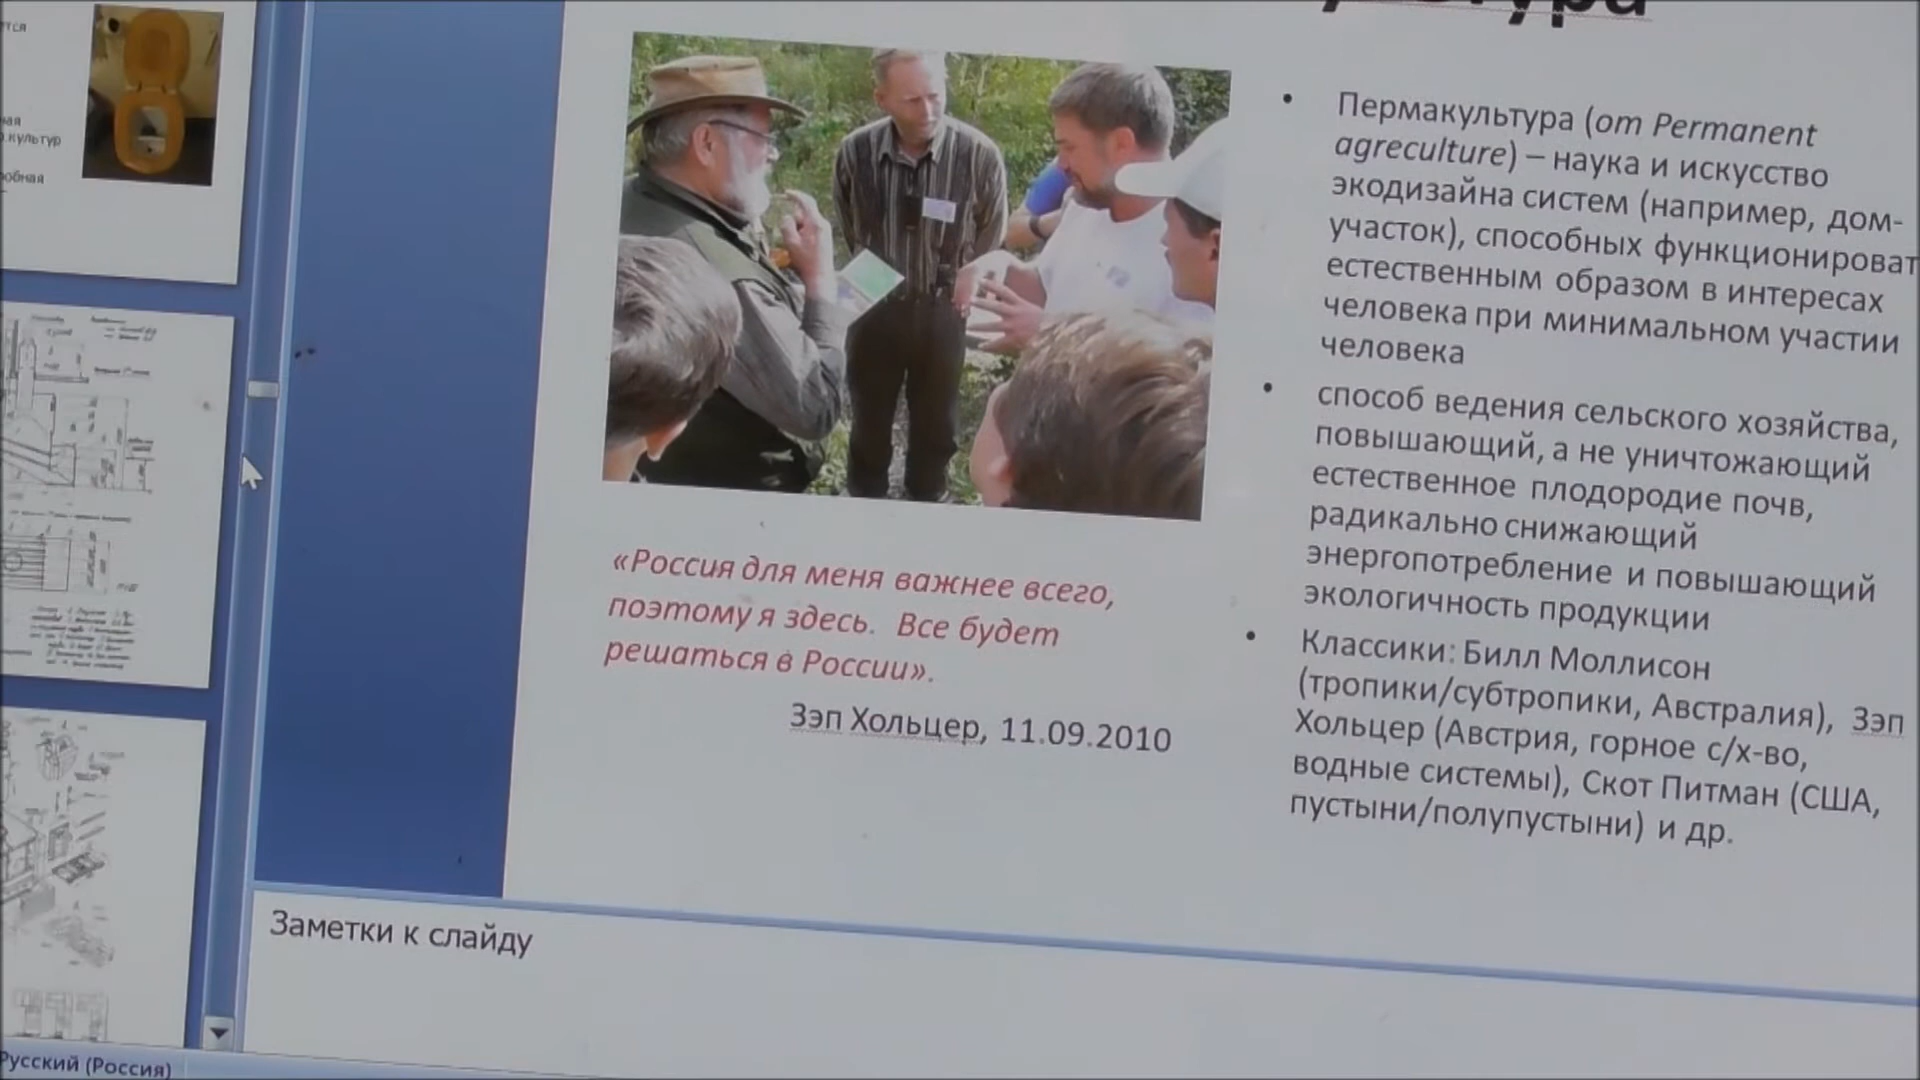 культур
Пермакультура (от Permanent
agreculture) – наука и искусство
экодизайна систем (например, дом-
участок), способных функционироват
естественным образом в интересах
человека при минимальном участии
человека
способ ведения сельского хозяйства,
повышающий, а не уничтожающий
естественное плодородие почв,
радикально снижающий
энергопотребление и повышающий
экологичность продукции
Классики: Билл Моллисон
(тропики/субтропики, Австралия), Зэп
Хольцер (Австрия, горное с/х-во,
водные системы), Скот Питман (США,
пустыни/полупустыни) и др.
«Россия для меня важнее всего,
поэтому я здесь. Все будет
решаться в России».
Зэп Хольцер, 11.09.2010
Заметки к слайду
Русский (Россия)